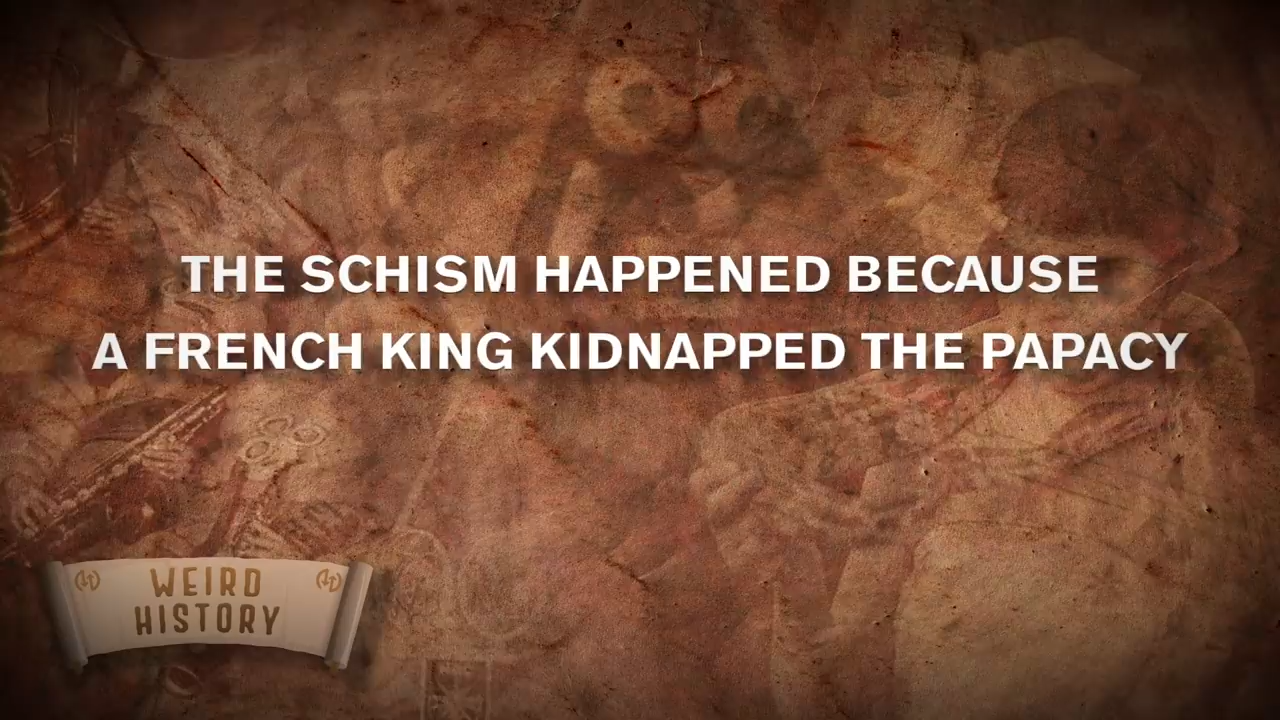 THE SCHISM HAPPENED BECAUSE
A FRENCH KING KIDNAPPED THE PAPACY
WEIRD
HISTORY